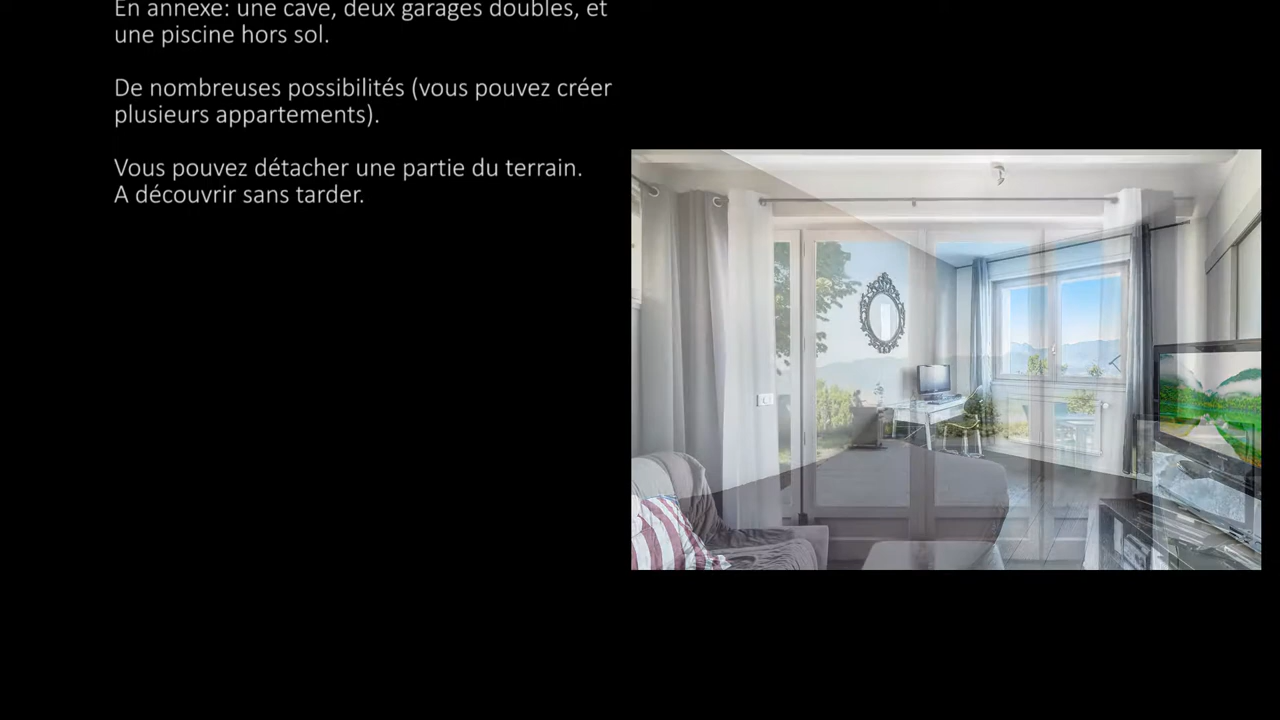 En annexe: une cave, deux garages doubles, et
une piscine hors sol.
De nombreuses possibilités (vous pouvez créer
plusieurs appartements).
Vous pouvez détacher une partie du terrain.
A découvrir sans tarder.